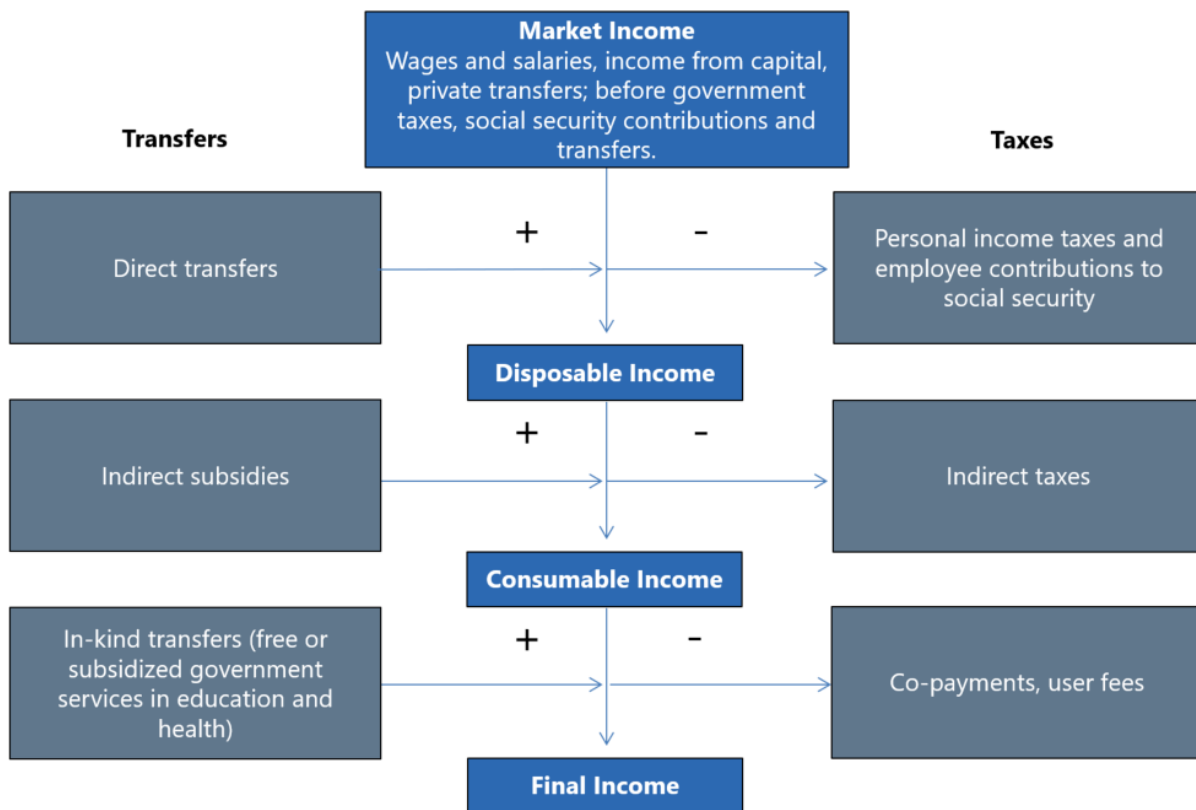 Market Income
Wages and salaries, income from capital,
private transfers; before government
taxes, social security contributions and
transfers.
Transfers
Taxes
+
-
Direct transfers
Personal income taxes and
employee contributions to
social security
Disposable Income
+
-
Indirect subsidies
Indirect taxes
Consumable Income
+
-
In-kind transfers (free or
subsidized government
services in education and
health)
Co-payments, user fees
Final Income